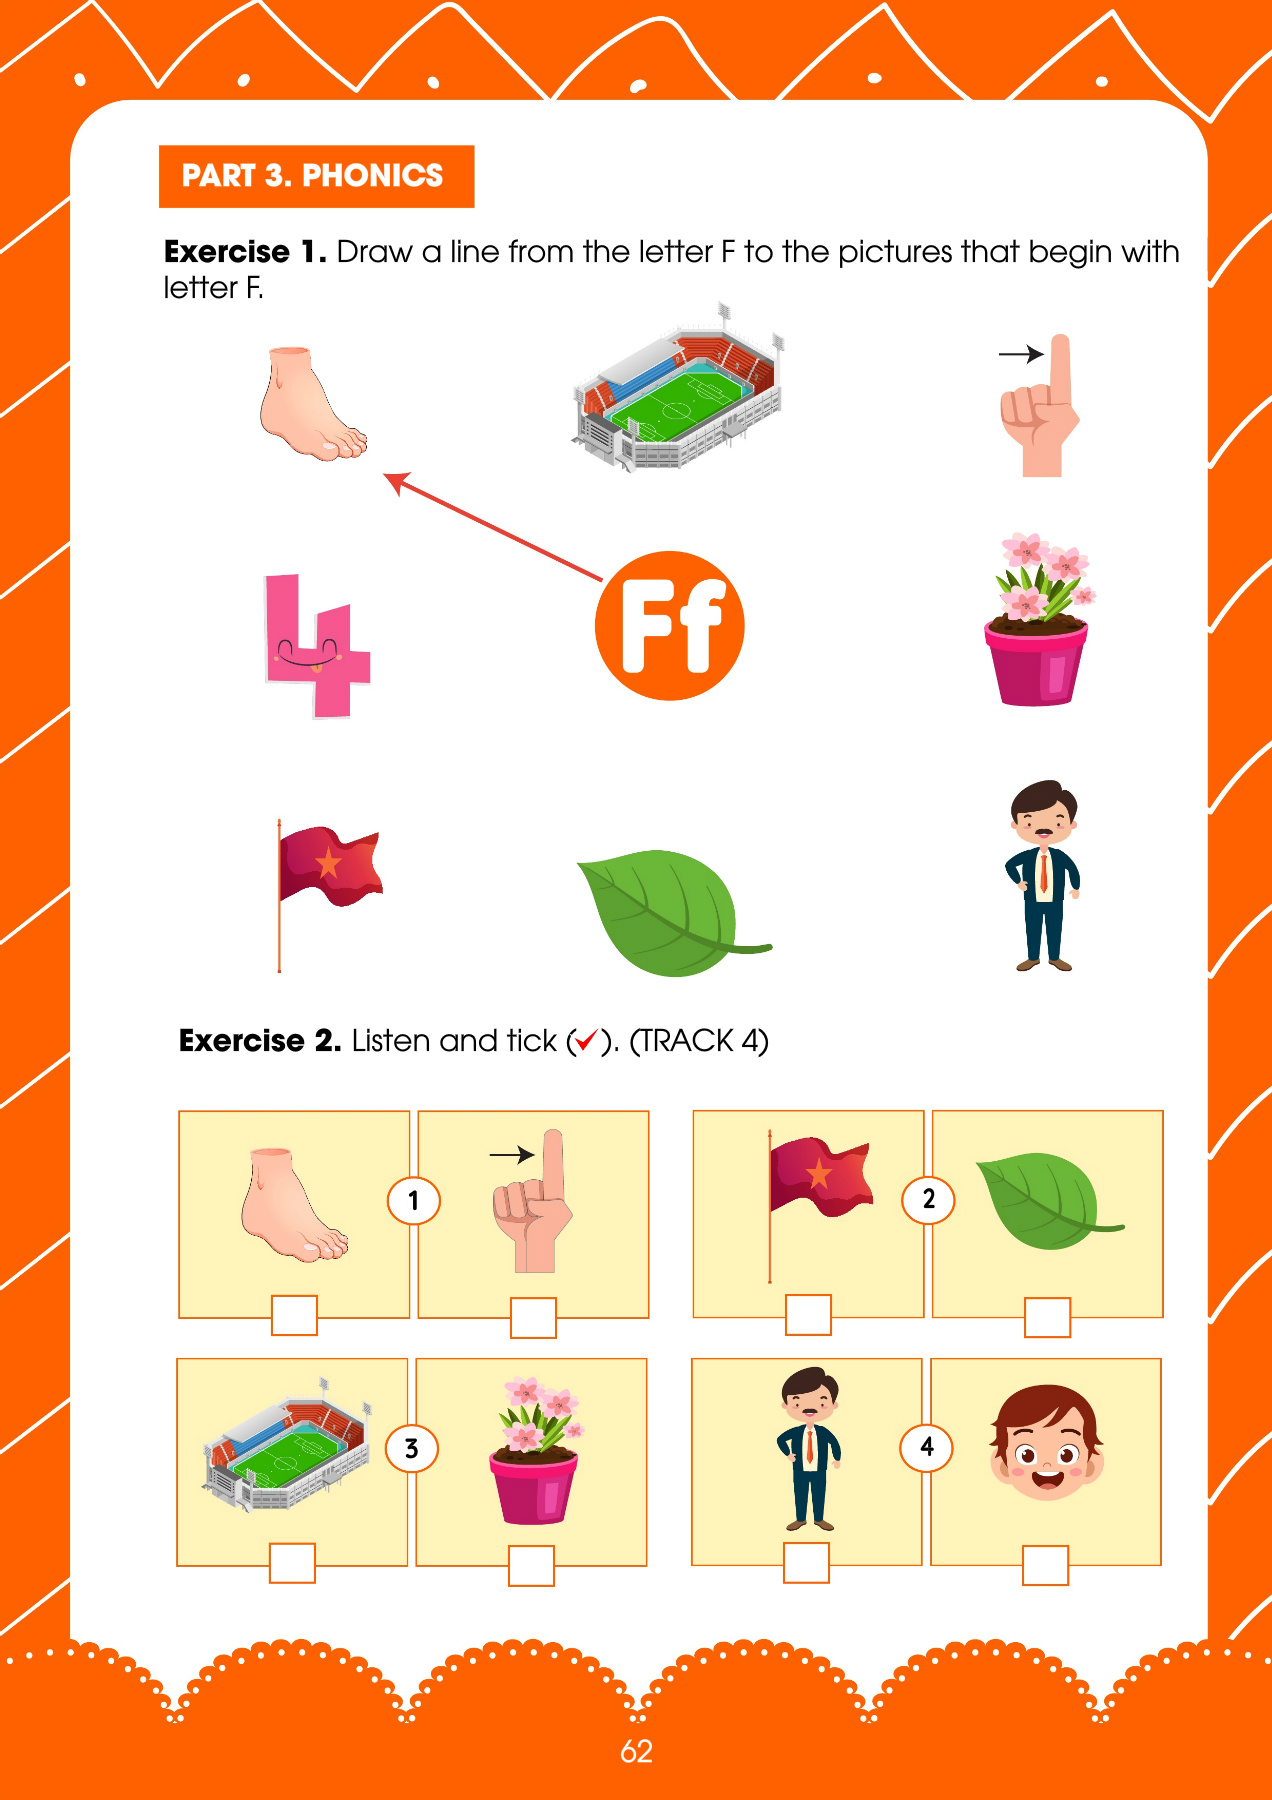 PART 3. PHONICS
Exercise 1. Draw a line from the letter F to the pictures that begin with
letter F.
Ff
Exercise 2. Listen and tick (✓). (TRACK 4)
1
2
3
4
62